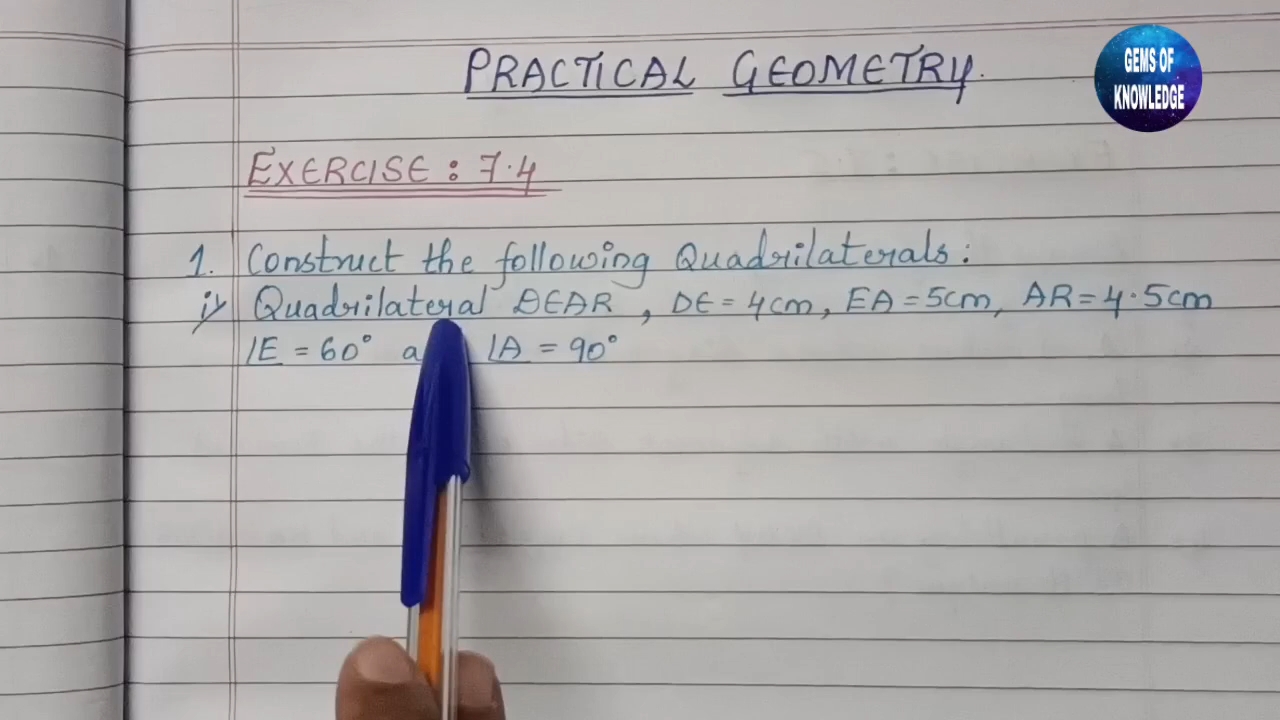 PRACTICAL GEOMETRY.
GEMS OF
KNOWLEDGE
EXERCISE : 7.4
1. Construct the following Quadrilaterals :
i) Quadrilateral DEAR, DE = 4cm, EA = 5cm, AR = 4.5cm
∠E = 60° a ∠A = 90°